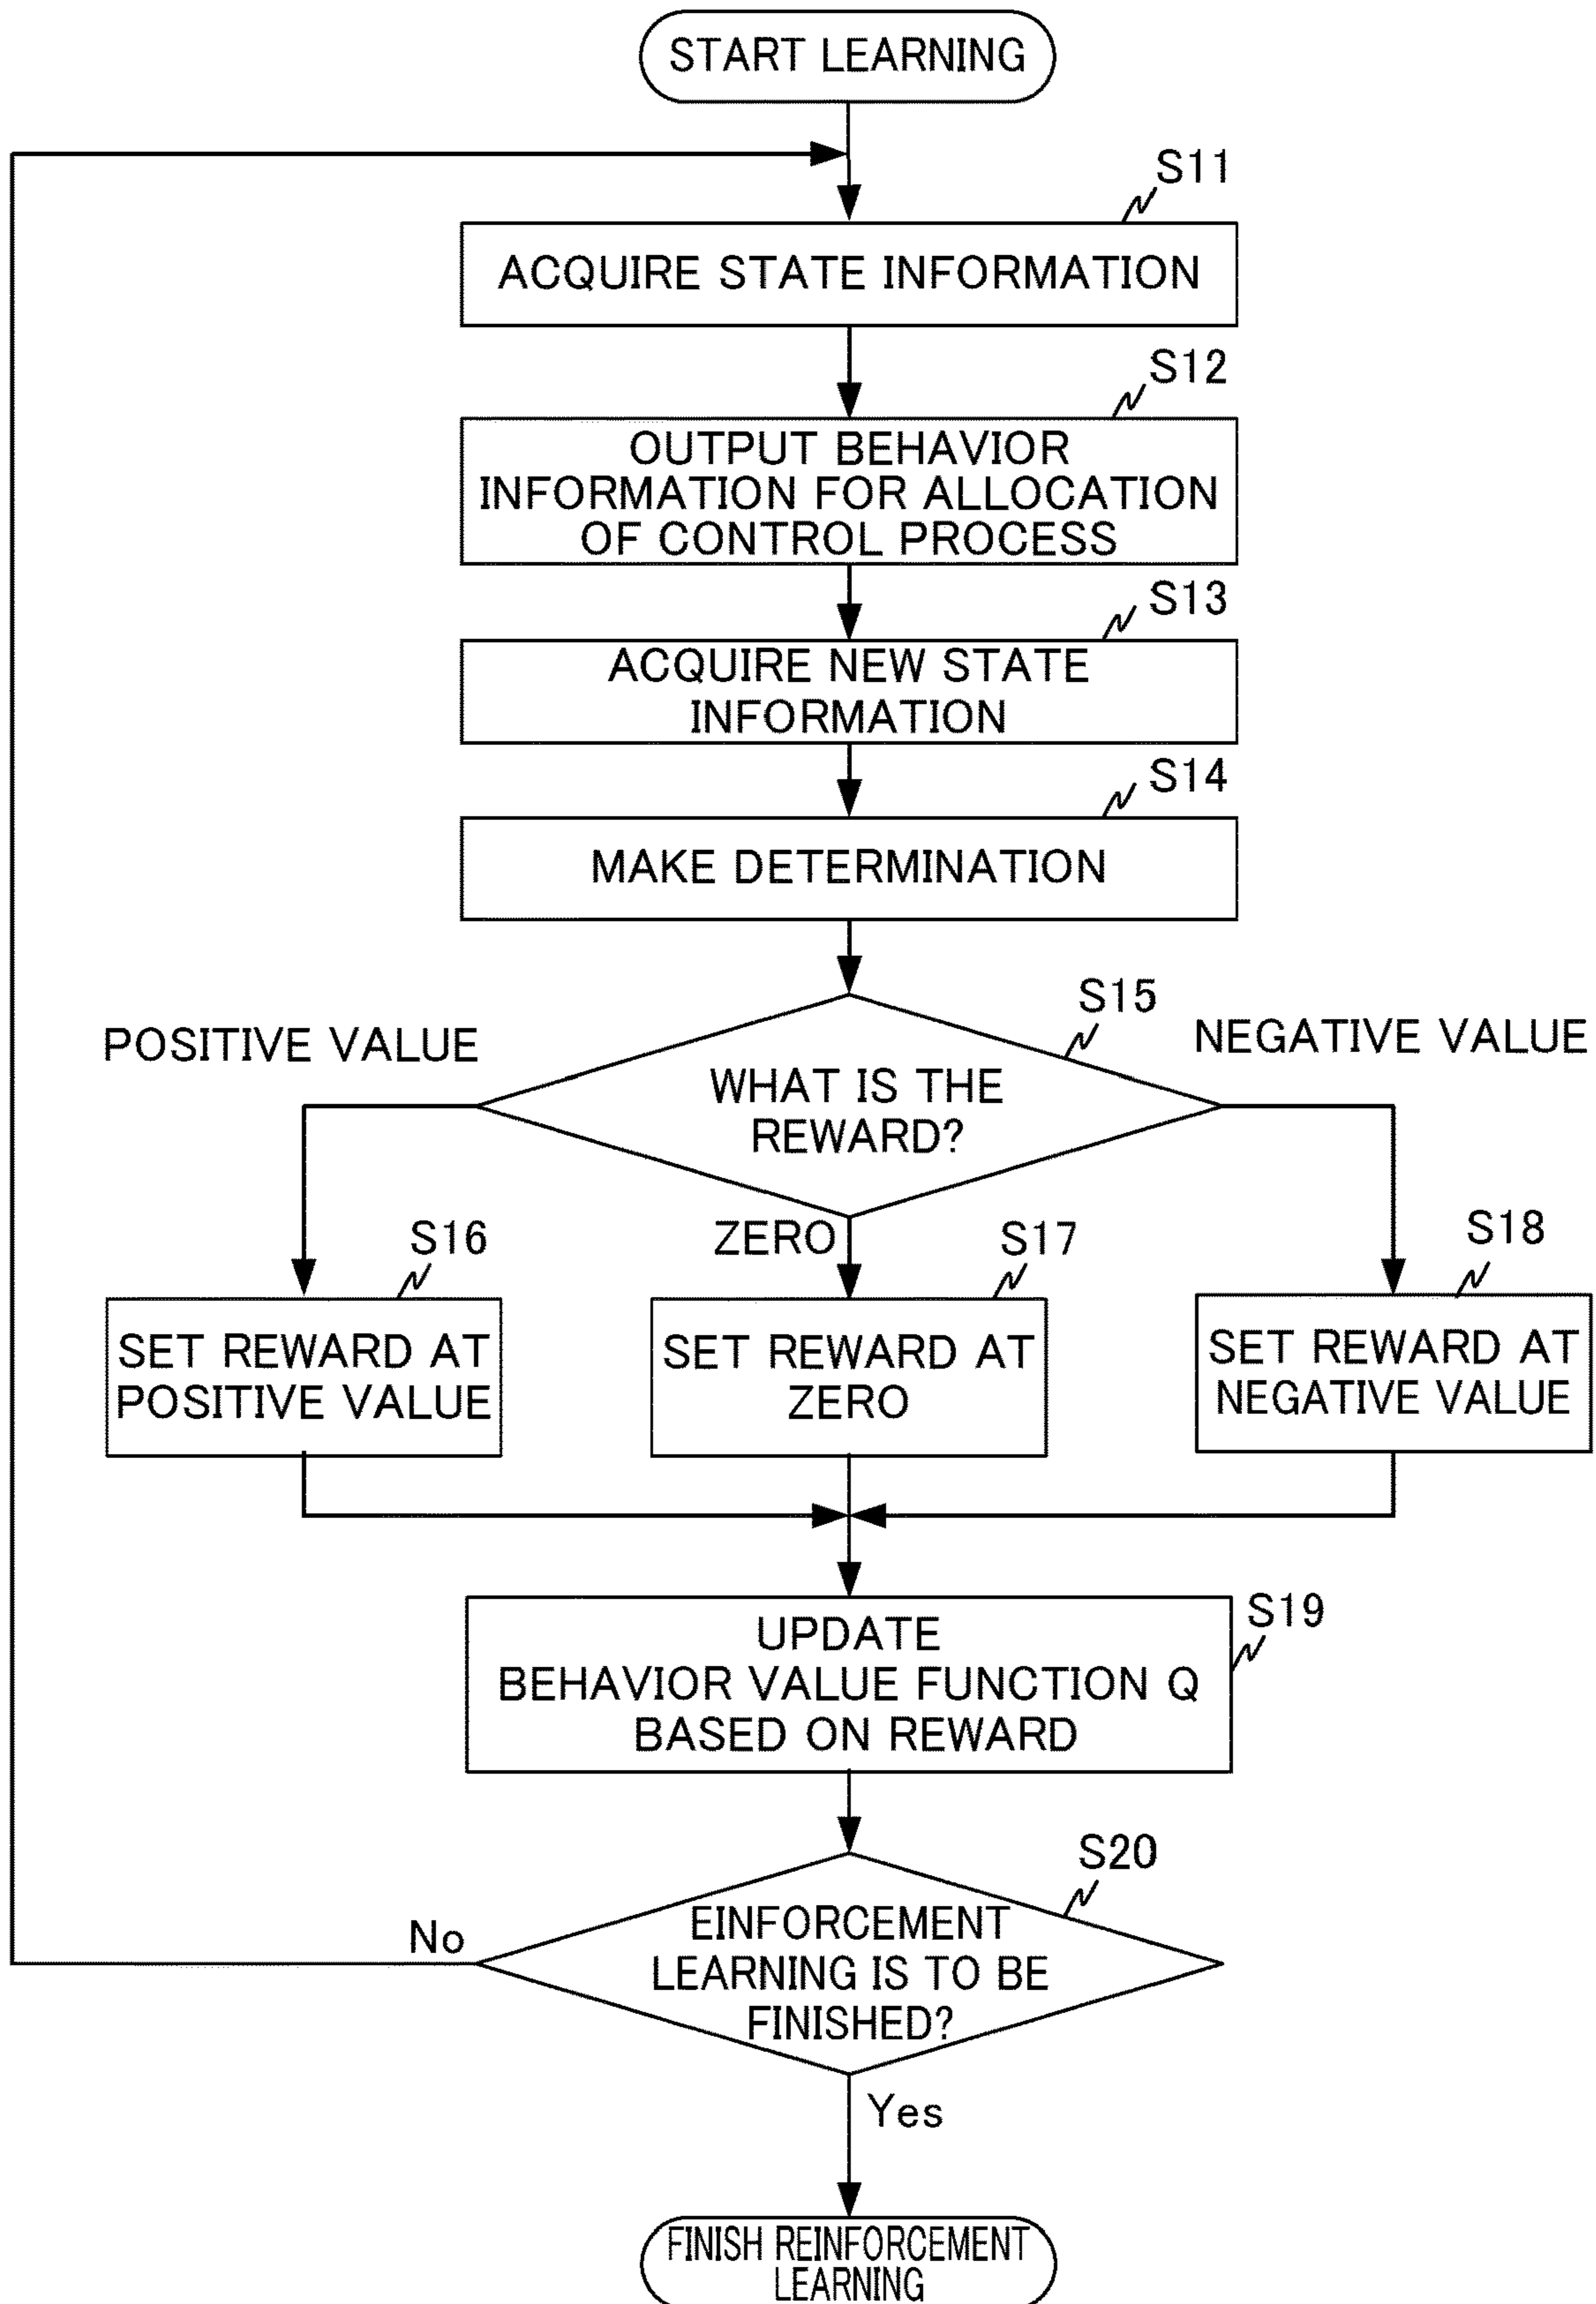 START LEARNING
S11
ACQUIRE STATE INFORMATION
S12
OUTPUT BEHAVIOR
INFORMATION FOR ALLOCATION
OF CONTROL PROCESS
S13
ACQUIRE NEW STATE
INFORMATION
S14
MAKE DETERMINATION
S15
POSITIVE VALUE
NEGATIVE VALUE
WHAT IS THE
REWARD?
S16
ZERO
S17
S18
SET REWARD AT
POSITIVE VALUE
SET REWARD AT
ZERO
SET REWARD AT
NEGATIVE VALUE
S19
UPDATE
BEHAVIOR VALUE FUNCTION Q
BASED ON REWARD
S20
No
EINFORCEMENT
LEARNING IS TO BE
FINISHED?
Yes
FINISH REINFORCEMENT
LEARNING